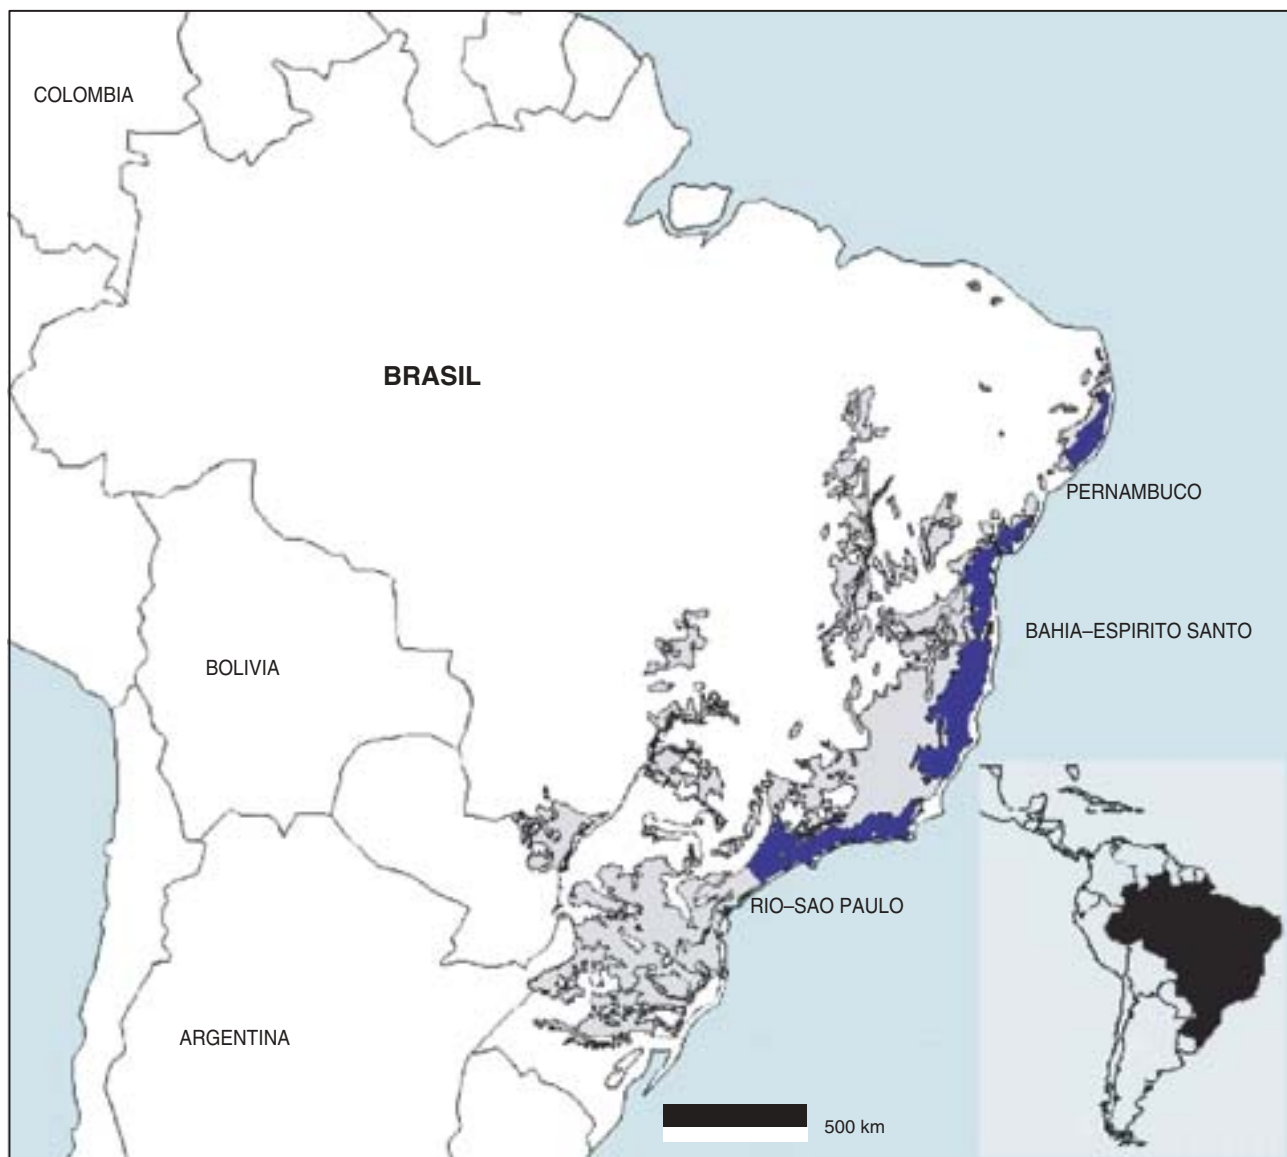 COLOMBIA
BRASIL
PERNAMBUCO
BAHIA–ESPIRITO SANTO
BOLIVIA
RIO–SAO PAULO
ARGENTINA
500 km